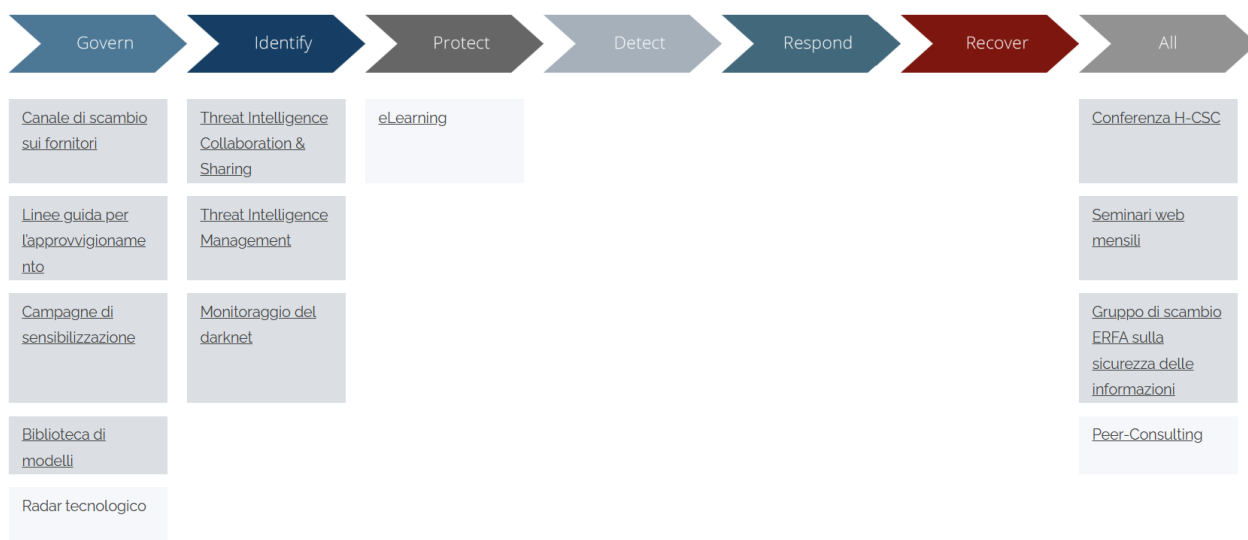 Govern
Identify
Protect
Detect
Respond
Recover
All
Canale di scambio
sui fornitori
Threat Intelligence
Collaboration &
Sharing
eLearning
Conferenza H-CSC
Linee guida per
l'approvvigioname
nto
Threat Intelligence
Management
Seminari web
mensili
Campagne di
sensibilizzazione
Monitoraggio del
darknet
Gruppo di scambio
ERFA sulla
sicurezza delle
informazioni
Biblioteca di
modelli
Peer-Consulting
Radar tecnologico